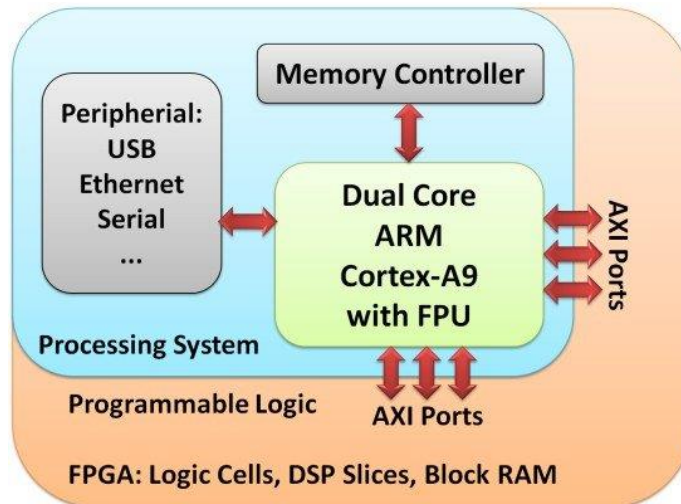 Memory Controller
Peripherial:
USB
Ethernet
Serial
...
Dual Core
ARM
Cortex-A9
with FPU
AXI Ports
Processing System
Programmable Logic
AXI Ports
FPGA: Logic Cells, DSP Slices, Block RAM